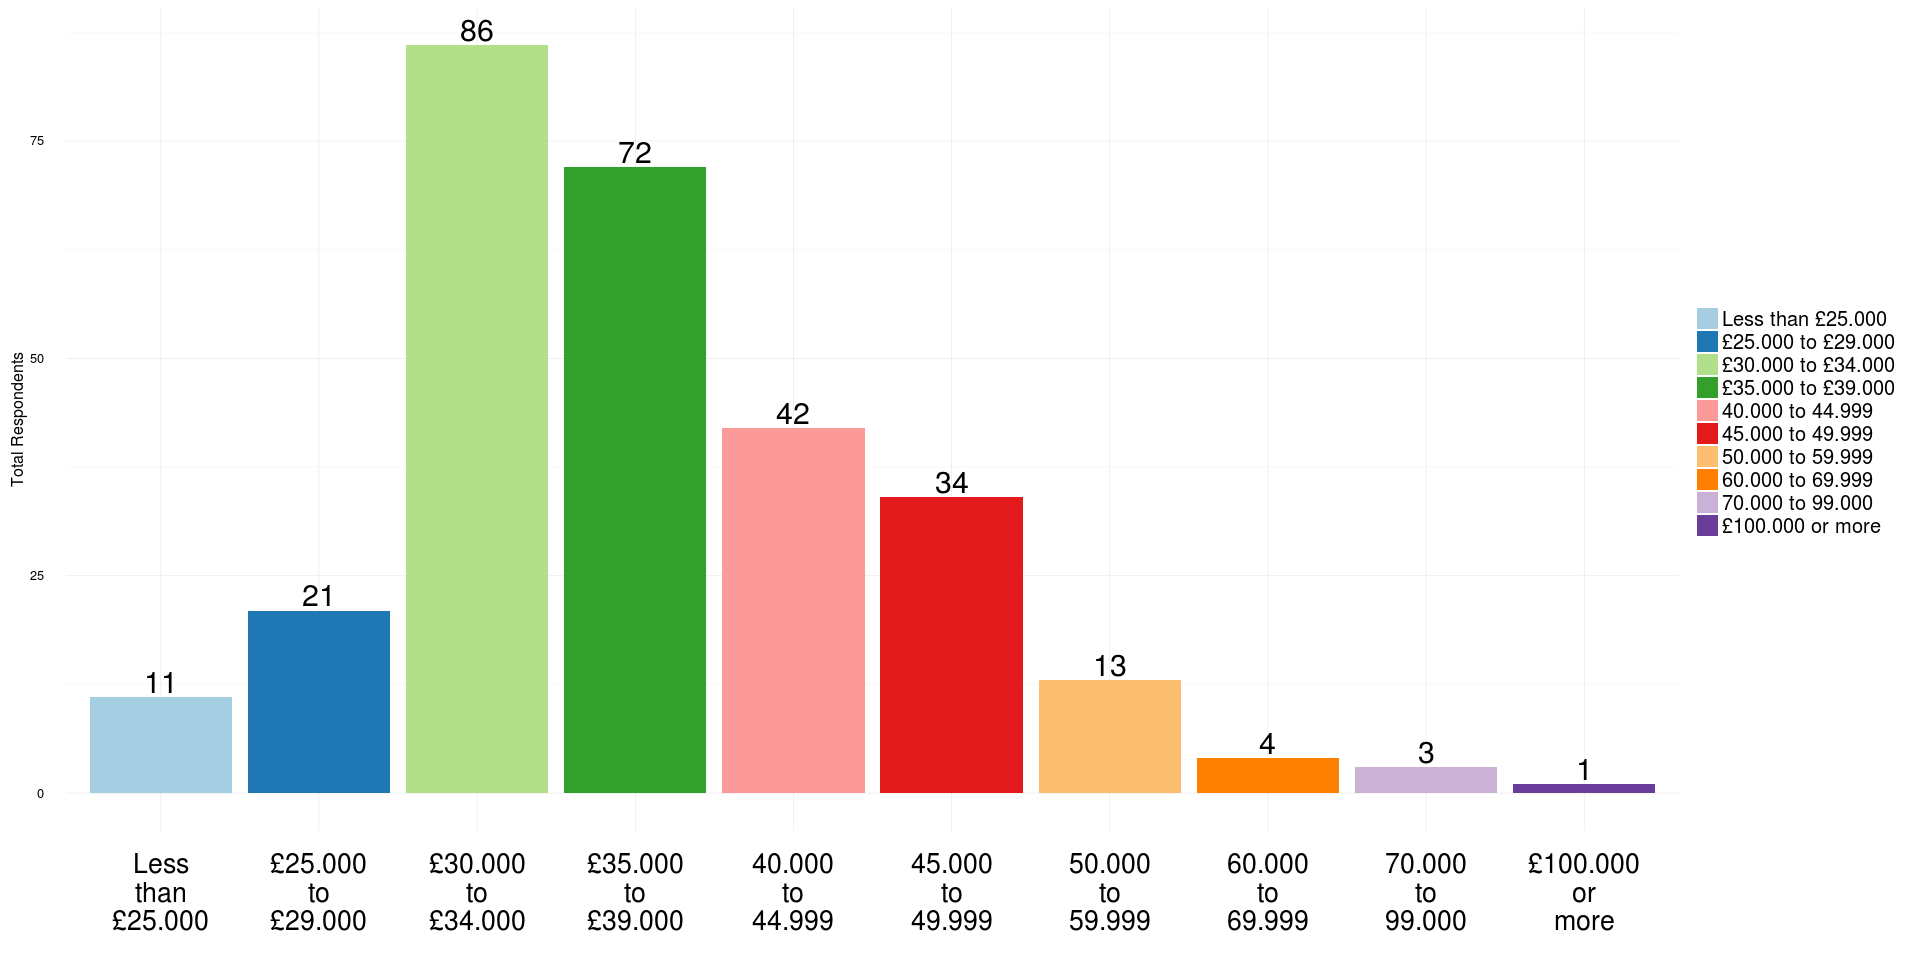 86
72
42
34
21
13
11
4
3
1
75
50
25
0
Total Respondents
Less
than
£25.000
£25.000
to
£29.000
£30.000
to
£34.000
£35.000
to
£39.000
40.000
to
44.999
45.000
to
49.999
50.000
to
59.999
60.000
to
69.999
70.000
to
99.000
£100.000
or
more
Less than £25.000
£25.000 to £29.000
£30.000 to £34.000
£35.000 to £39.000
40.000 to 44.999
45.000 to 49.999
50.000 to 59.999
60.000 to 69.999
70.000 to 99.000
£100.000 or more